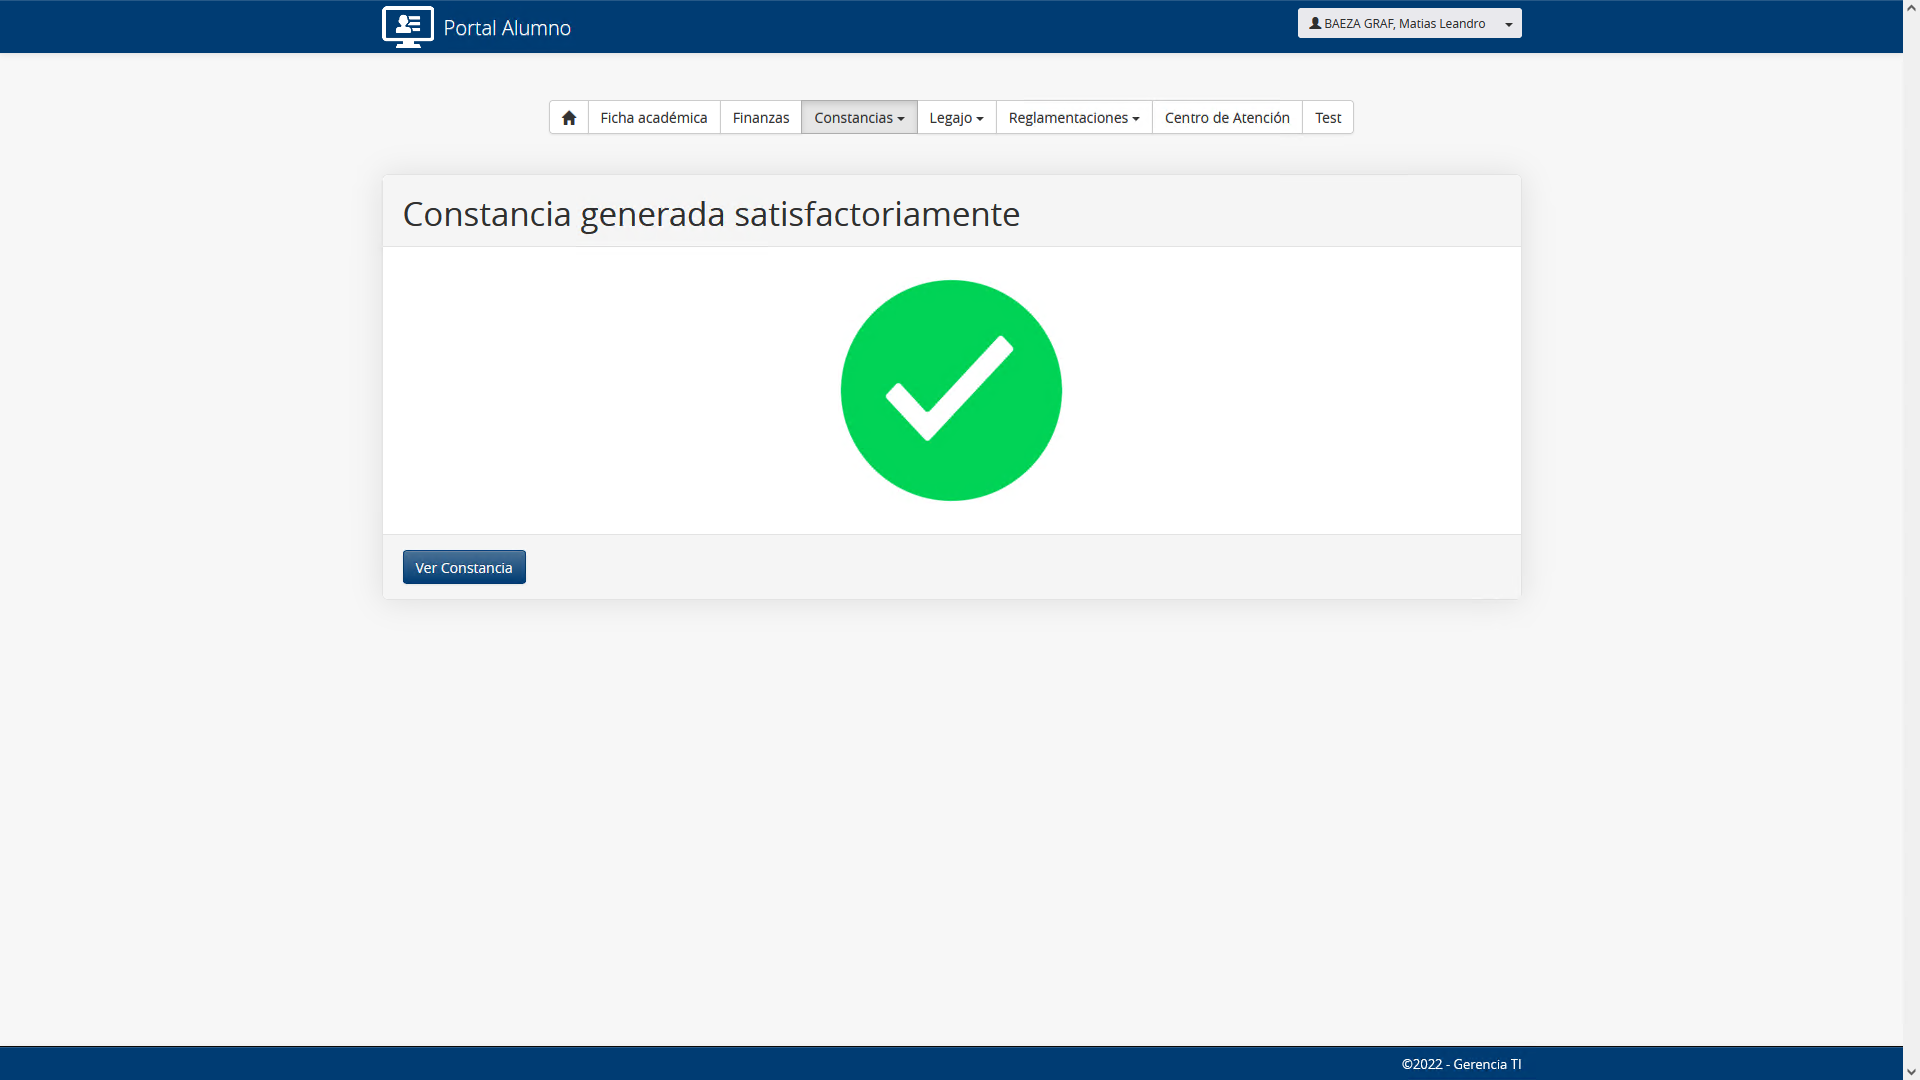 Portal Alumno
BAEZA GRAF, Matias Leandro
Ficha académica
Finanzas
Constancias
Legajo
Reglamentaciones
Centro de Atención
Test
Constancia generada satisfactoriamente
Ver Constancia
©2022 - Gerencia TI